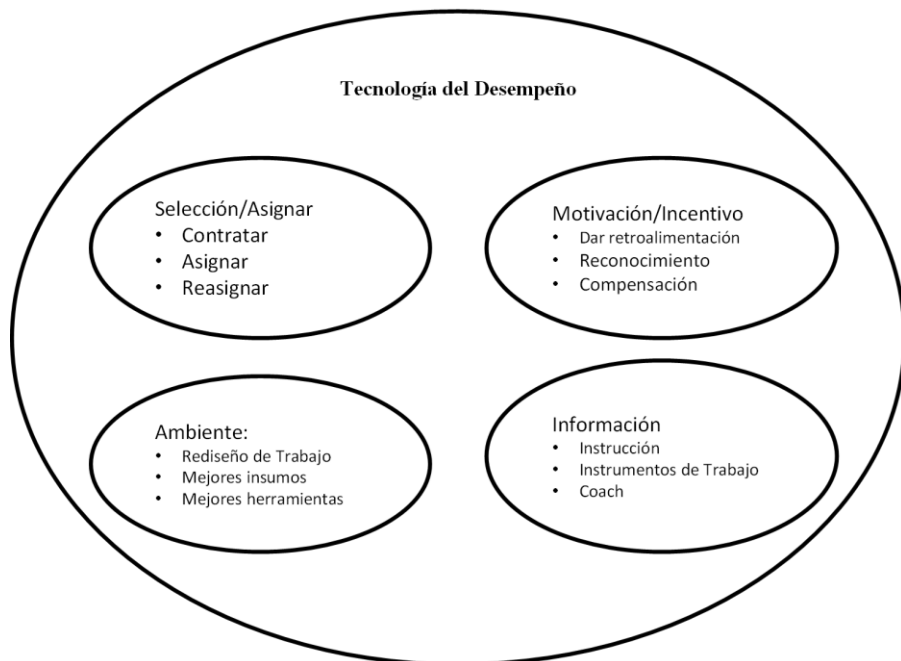 Tecnología del Desempeño
Selección/Asignar
• Contratar
• Asignar
• Reasignar
Motivación/Incentivo
• Dar retroalimentación
• Reconocimiento
• Compensación
Ambiente:
• Rediseño de Trabajo
• Mejores insumos
• Mejores herramientas
Información
• Instrucción
• Instrumentos de Trabajo
• Coach